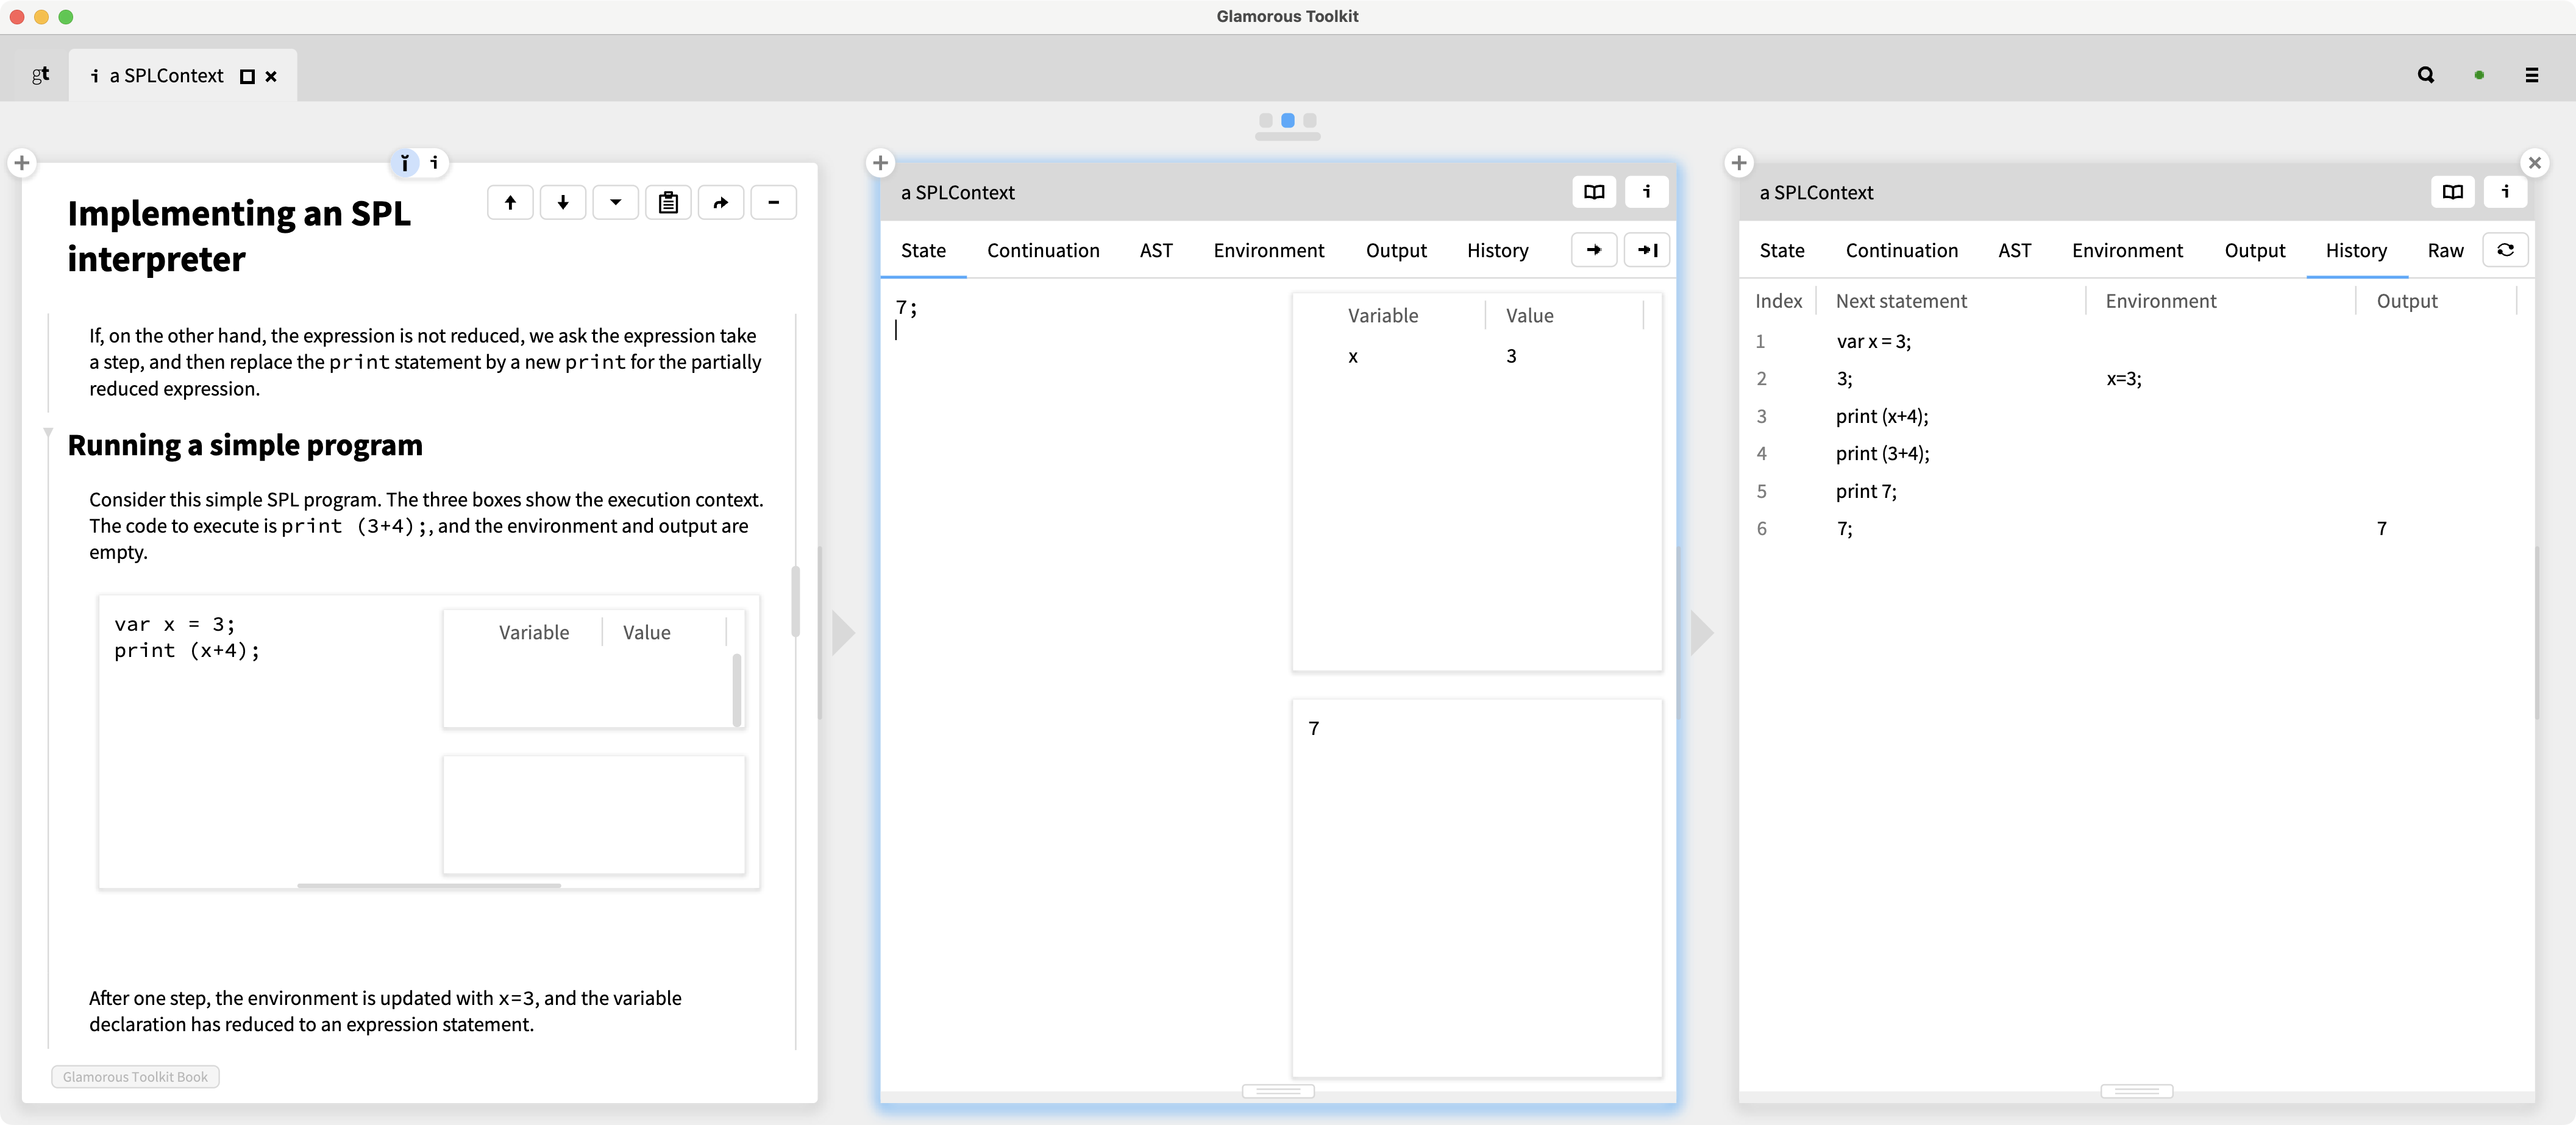 Glamorous Toolkit
gt
i a SPLContext
Implementing an SPL
interpreter
If, on the other hand, the expression is not reduced, we ask the expression take
a step, and then replace the print statement by a new print for the partially
reduced expression.
Running a simple program
Consider this simple SPL program. The three boxes show the execution context.
The code to execute is print (3+4);, and the environment and output are
empty.
var x = 3;
print (x+4);
Variable Value
After one step, the environment is updated with x=3, and the variable
declaration has reduced to an expression statement.
Glamorous Toolkit Book
a SPLContext
State Continuation AST Environment Output History
7;
Variable Value
x 3
7
a SPLContext
State Continuation AST Environment Output History Raw
Index Next statement Environment Output
1 var x = 3;
2 3; x=3;
3 print (x+4);
4 print (3+4);
5 print 7;
6 7; 7